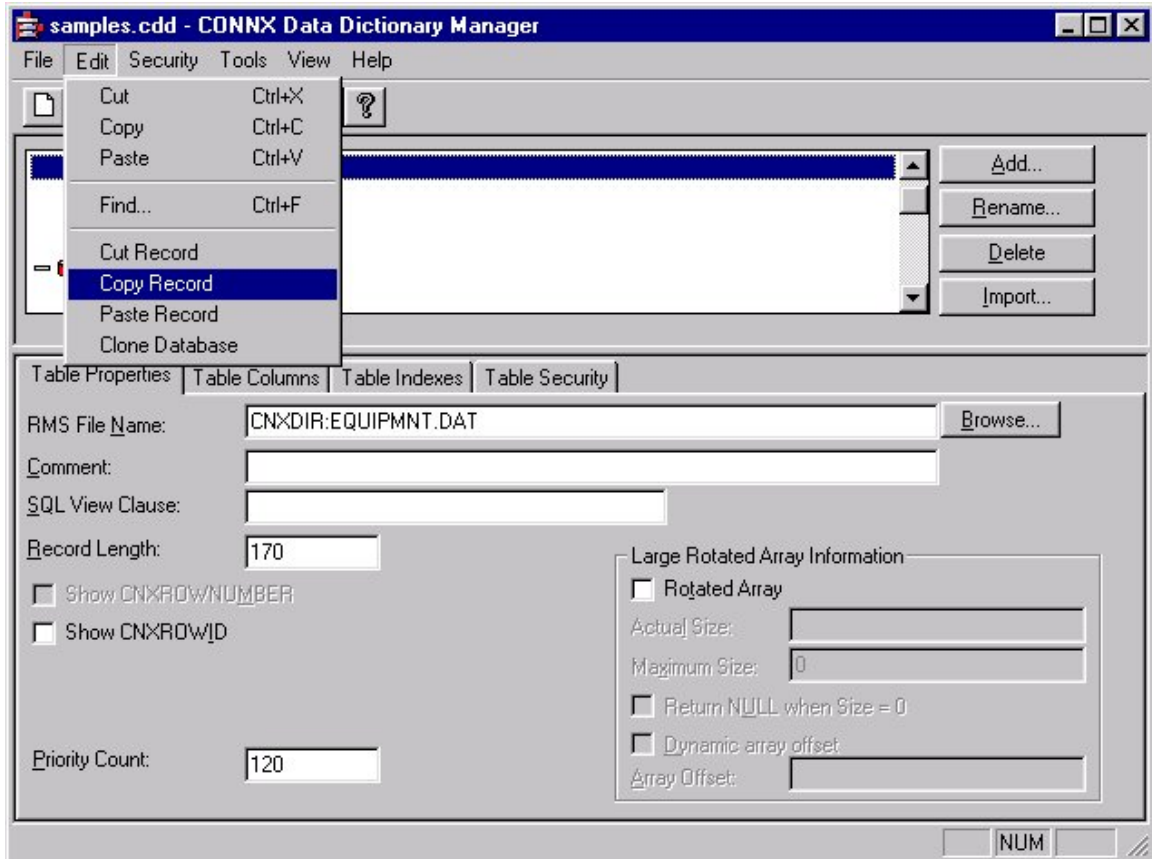 samples.cdd - CONNX Data Dictionary Manager
File Edit Security Tools View Help
Cut Ctrl+X
Copy Ctrl+C
Paste Ctrl+V
Find... Ctrl+F
Cut Record
Copy Record
Paste Record
Clone Database
Add...
Rename...
Delete
Import...
Table Properties Table Columns Table Indexes Table Security
RMS File Name: CNXDIR:EQUIPMNT.DAT Browse...
Comment:
SQL View Clause:
Record Length: 170
Show CNXROWNUMBER
Show CNXROWID
Priority Count: 120
Large Rotated Array Information
Rotated Array
Actual Size:
Maximum Size: 0
Return NULL when Size = 0
Dynamic array offset
Array Offset:
NUM